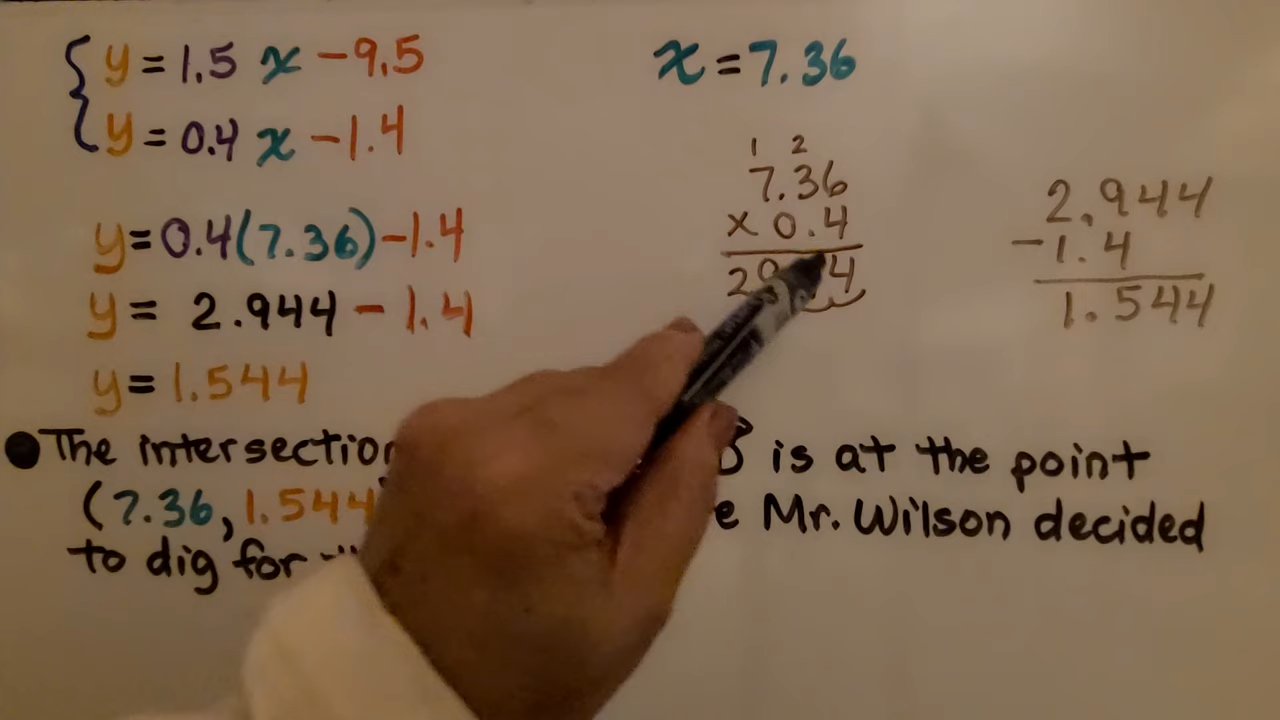 y = 1.5 x - 9.5
y = 0.4 x - 1.4
y = 0.4(7.36) - 1.4
y = 2.944 - 1.4
y = 1.544
x = 7.36
1 2
7.36
× 0.4
2.944
- 1.4
1.544
● The intersection is at the point
(7.36, 1.544 Mr. Wilson decided
to dig for